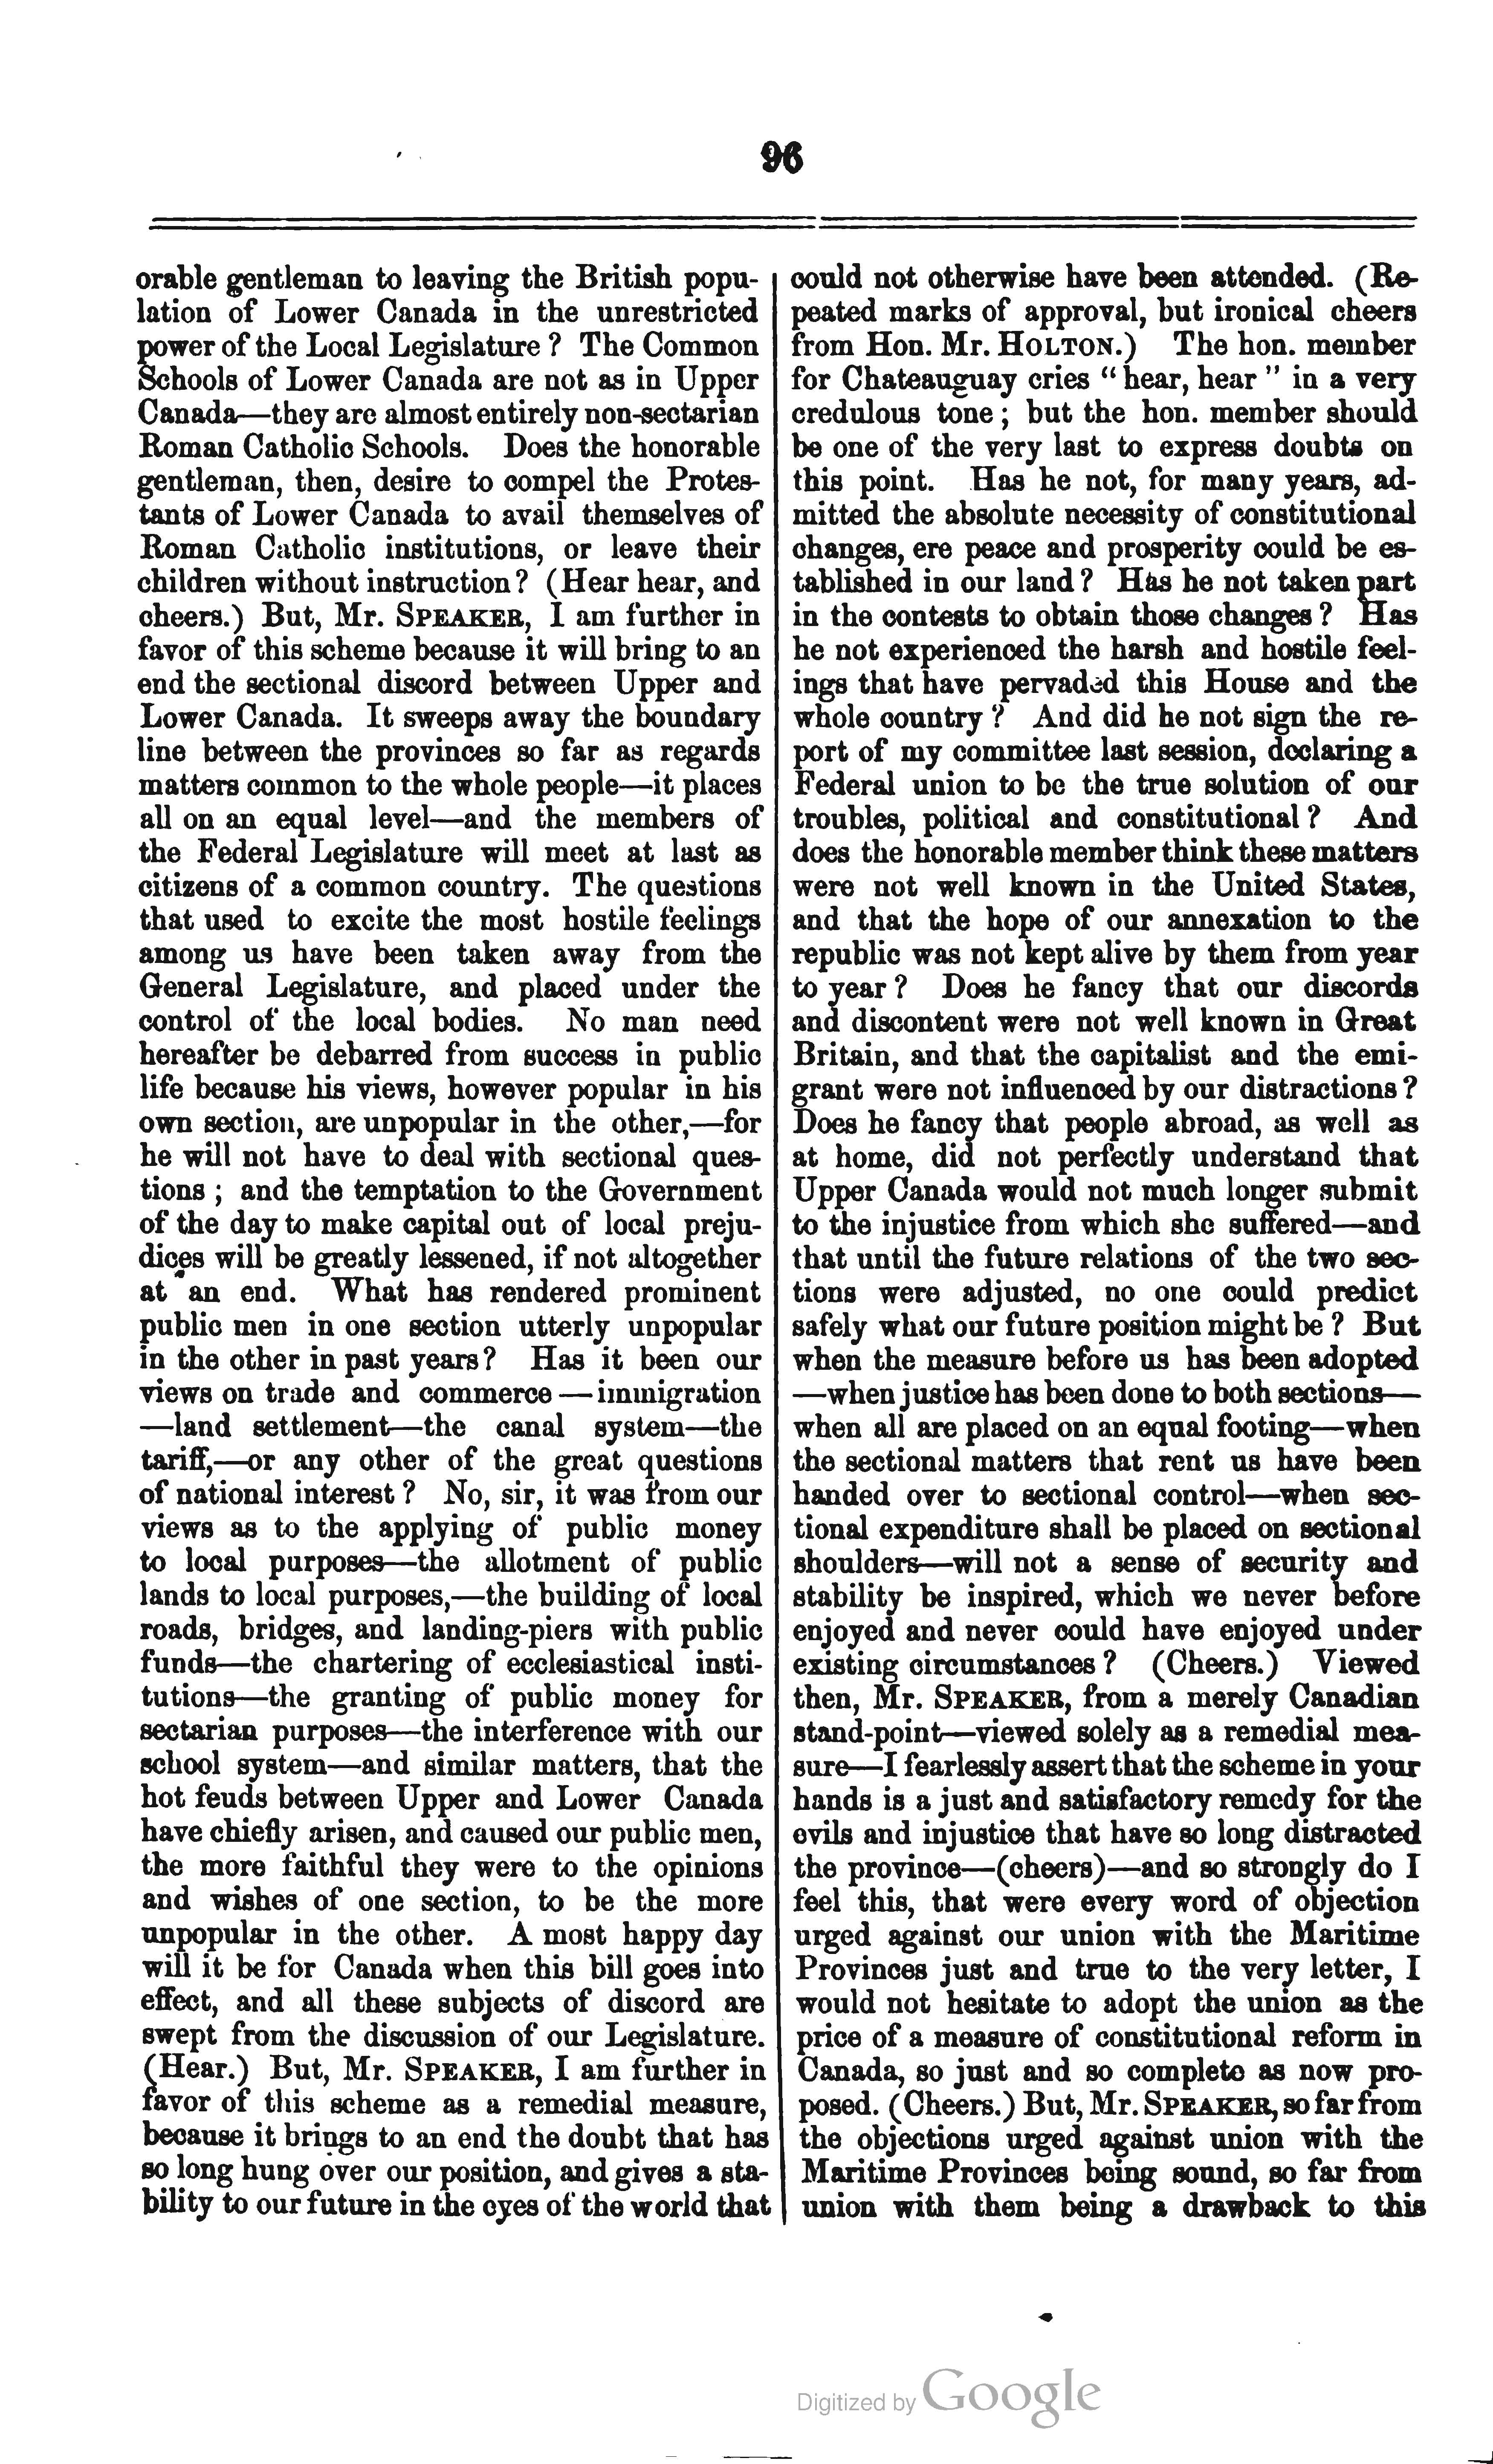 96
orable gentleman to leaving the British popu-
lation of Lower Canada in the unrestricted
power of the Local Legislature ? The Common
Schools of Lower Canada are not as in Upper
Canada—they are almost entirely non-sectarian
Roman Catholic Schools. Does the honorable
gentleman, then, desire to compel the Protes-
tants of Lower Canada to avail themselves of
Roman Catholic institutions, or leave their
children without instruction ? (Hear hear, and
cheers.) But, Mr. SPEAKER, I am further in
favor of this scheme because it will bring to an
end the sectional discord between Upper and
Lower Canada. It sweeps away the boundary
line between the provinces so far as regards
matters common to the whole people—it places
all on an equal level—and the members of
the Federal Legislature will meet at last as
citizens of a common country. The questions
that used to excite the most hostile feelings
among us have been taken away from the
General Legislature, and placed under the
control of the local bodies. No man need
hereafter be debarred from success in public
life because his views, however popular in his
own section, are unpopular in the other,—for
he will not have to deal with sectional ques-
tions ; and the temptation to the Government
of the day to make capital out of local preju-
dices will be greatly lessened, if not altogether
at an end. What has rendered prominent
public men in one section utterly unpopular
in the other in past years ? Has it been our
views on trade and commerce — immigration
—land settlement—the canal system—the
tariff,—or any other of the great questions
of national interest ? No, sir, it was from our
views as to the applying of public money
to local purposes—the allotment of public
lands to local purposes,—the building of local
roads, bridges, and landing-piers with public
funds—the chartering of ecclesiastical insti-
tutions—the granting of public money for
sectarian purposes—the interference with our
school system—and similar matters, that the
hot feuds between Upper and Lower Canada
have chiefly arisen, and caused our public men,
the more faithful they were to the opinions
and wishes of one section, to be the more
unpopular in the other. A most happy day
will it be for Canada when this bill goes into
effect, and all these subjects of discord are
swept from the discussion of our Legislature.
(Hear.) But, Mr. SPEAKER, I am further in
favor of this scheme as a remedial measure,
because it brings to an end the doubt that has
so long hung over our position, and gives a sta-
bility to our future in the eyes of the world that
could not otherwise have been attended. (Re-
peated marks of approval, but ironical cheers
from Hon. Mr. HOLTON.) The hon. member
for Chateauguay cries “ hear, hear ” in a very
credulous tone ; but the hon. member should
be one of the very last to express doubts on
this point. Has he not, for many years, ad-
mitted the absolute necessity of constitutional
changes, ere peace and prosperity could be es-
tablished in our land ? Has he not taken part
in the contests to obtain those changes ? Has
he not experienced the harsh and hostile feel-
ings that have pervaded this House and the
whole country ? And did he not sign the re-
port of my committee last session, declaring a
Federal union to be the true solution of our
troubles, political and constitutional ? And
does the honorable member think these matters
were not well known in the United States,
and that the hope of our annexation to the
republic was not kept alive by them from year
to year ? Does he fancy that our discords
and discontent were not well known in Great
Britain, and that the capitalist and the emi-
grant were not influenced by our distractions ?
Does he fancy that people abroad, as well as
at home, did not perfectly understand that
Upper Canada would not much longer submit
to the injustice from which she suffered—and
that until the future relations of the two sec-
tions were adjusted, no one could predict
safely what our future position might be ? But
when the measure before us has been adopted
—when justice has been done to both sections—
when all are placed on an equal footing—when
the sectional matters that rent us have been
handed over to sectional control—when sec-
tional expenditure shall be placed on sectional
shoulders—will not a sense of security and
stability be inspired, which we never before
enjoyed and never could have enjoyed under
existing circumstances ? (Cheers.) Viewed
then, Mr. SPEAKER, from a merely Canadian
stand-point—viewed solely as a remedial mea-
sure—I fearlessly assert that the scheme in your
hands is a just and satisfactory remedy for the
evils and injustice that have so long distracted
the province—(cheers)—and so strongly do I
feel this, that were every word of objection
urged against our union with the Maritime
Provinces just and true to the very letter, I
would not hesitate to adopt the union as the
price of a measure of constitutional reform in
Canada, so just and so complete as now pro-
posed. (Cheers.) But, Mr. SPEAKER, so far from
the objections urged against union with the
Maritime Provinces being sound, so far from
union with them being a drawback to this
Digitized by Google